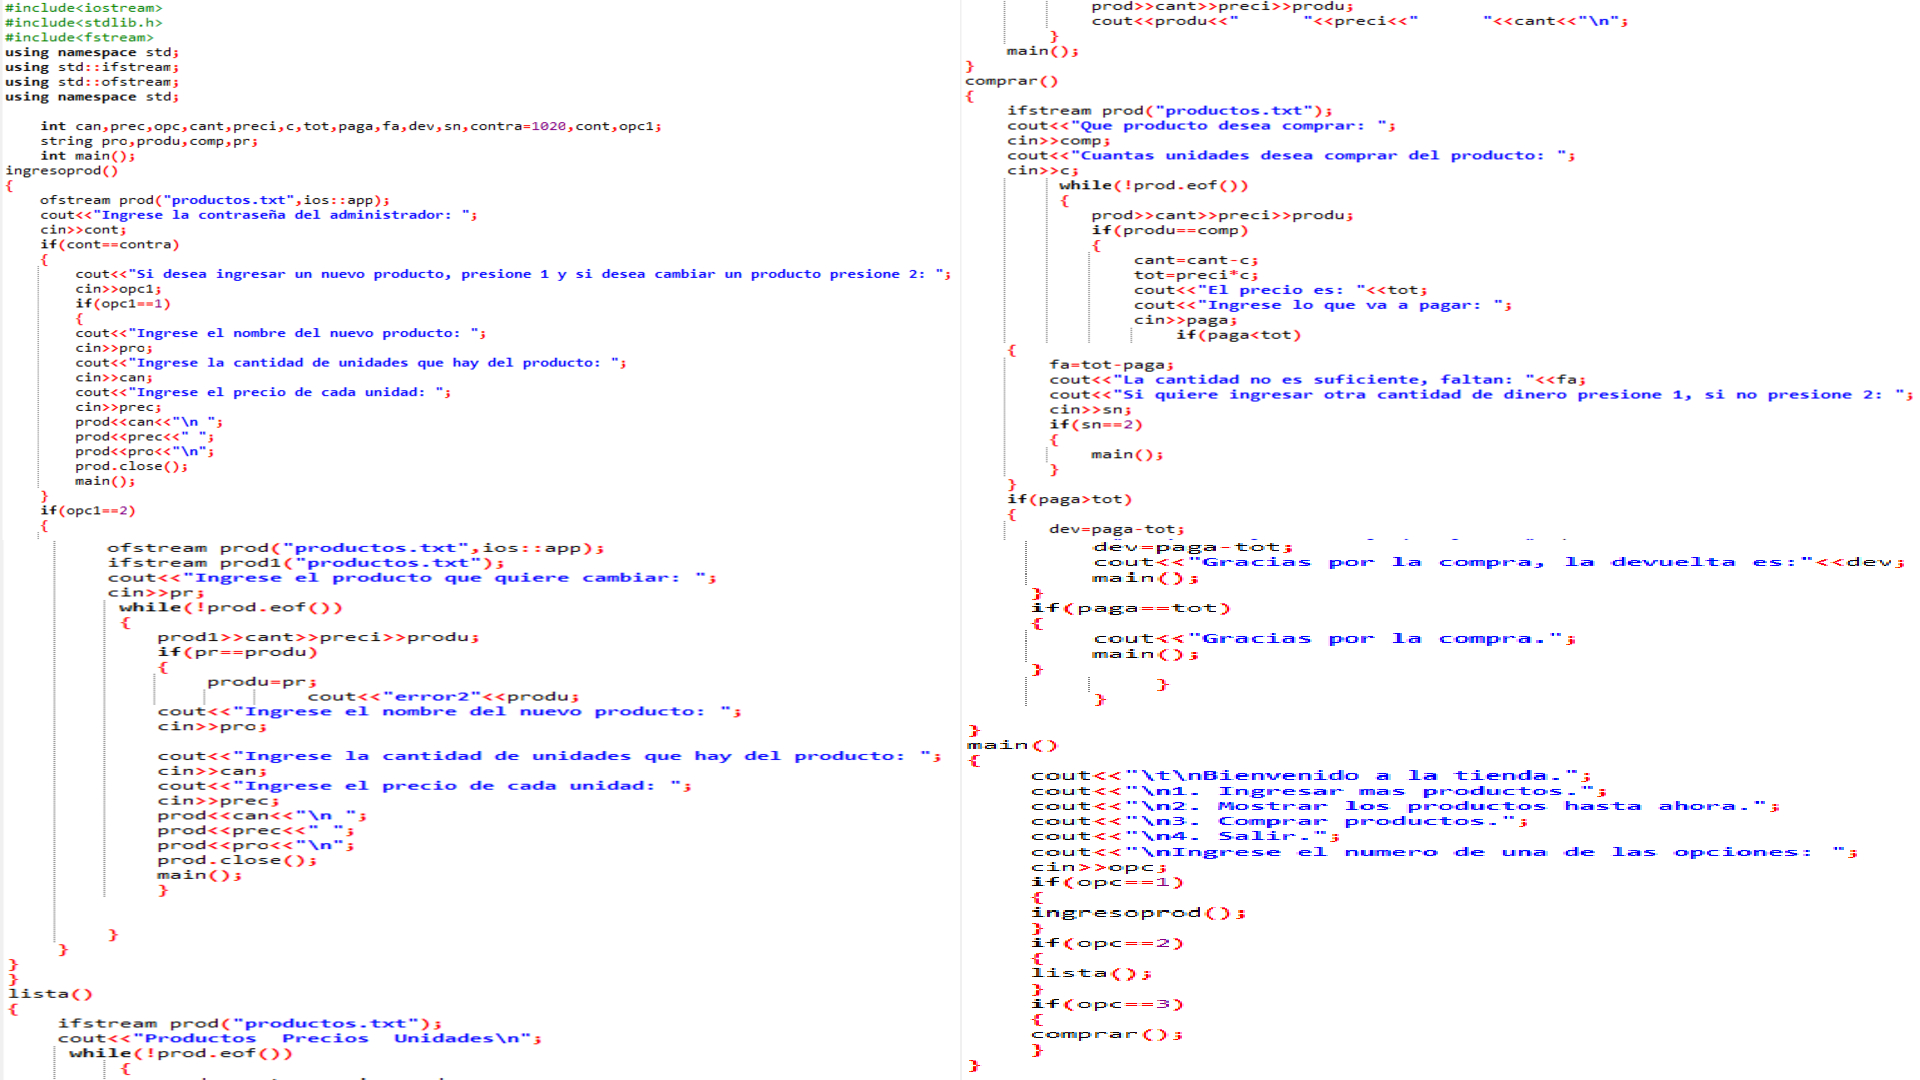 #include<iostream>
#include<stdlib.h>
#include<fstream>
using namespace std;
using std::ifstream;
using std::ofstream;
using namespace std;
int can,prec,opc,cant,preci,c,tot,paga,fa,dev,sn,contra=1020,cont,opc1;
string pro,produ,comp,pr;
int main();
ingresoprod()
{
ofstream prod("productos.txt",ios::app);
cout<<"Ingrese la contraseña del administrador: ";
cin>>cont;
if(cont==contra)
{
cout<<"Si desea ingresar un nuevo producto, presione 1 y si desea cambiar un producto presione 2: ";
cin>>opc1;
if(opc1==1)
{
cout<<"Ingrese el nombre del nuevo producto: ";
cin>>pro;
cout<<"Ingrese la cantidad de unidades que hay del producto: ";
cin>>can;
cout<<"Ingrese el precio de cada unidad: ";
cin>>prec;
prod<<can<<"\n ";
prod<<prec<<" ";
prod<<pro<<"\n";
prod.close();
main();
}
if(opc1==2)
{
ofstream prod("productos.txt",ios::app);
ifstream prod1("productos.txt");
cout<<"Ingrese el producto que quiere cambiar: ";
cin>>pr;
while(!prod.eof())
{
prod1>>cant>>preci>>produ;
if(pr==produ)
{
produ=pr;
cout<<"error2"<<produ;
cout<<"Ingrese el nombre del nuevo producto: ";
cin>>pro;
cout<<"Ingrese la cantidad de unidades que hay del producto: ";
cin>>can;
cout<<"Ingrese el precio de cada unidad: ";
cin>>prec;
prod<<can<<"\n ";
prod<<prec<<" ";
prod<<pro<<"\n";
prod.close();
main();
}
}
}
}
}
lista()
{
ifstream prod("productos.txt");
cout<<"Productos  Precios  Unidades\n";
while(!prod.eof())
{
prod>>cant>>preci>>produ;
cout<<produ<<"      "<<preci<<"      "<<cant<<"\n";
}
main();
}
comprar()
{
ifstream prod("productos.txt");
cout<<"Que producto desea comprar: ";
cin>>comp;
cout<<"Cuantas unidades desea comprar del producto: ";
cin>>c;
while(!prod.eof())
{
prod>>cant>>preci>>produ;
if(produ==comp)
{
cant=cant-c;
tot=preci*c;
cout<<"El precio es: "<<tot;
cout<<"Ingrese lo que va a pagar: ";
cin>>paga;
if(paga<tot)
{
fa=tot-paga;
cout<<"La cantidad no es suficiente, faltan: "<<fa;
cout<<"Si quiere ingresar otra cantidad de dinero presione 1, si no presione 2: ";
cin>>sn;
if(sn==2)
{
main();
}
}
if(paga>tot)
{
dev=paga-tot;
dev=paga-tot;
cout<<"Gracias por la compra, la devuelta es:"<<dev;
main();
}
if(paga==tot)
{
cout<<"Gracias por la compra.";
main();
}
}
}
}
main()
{
cout<<"\t\nBienvenido a la tienda.";
cout<<"\n1. Ingresar mas productos.";
cout<<"\n2. Mostrar los productos hasta ahora.";
cout<<"\n3. Comprar productos.";
cout<<"\n4. Salir.";
cout<<"\nIngrese el numero de una de las opciones:  ";
cin>>opc;
if(opc==1)
{
ingresoprod();
}
if(opc==2)
{
lista();
}
if(opc==3)
{
comprar();
}
}